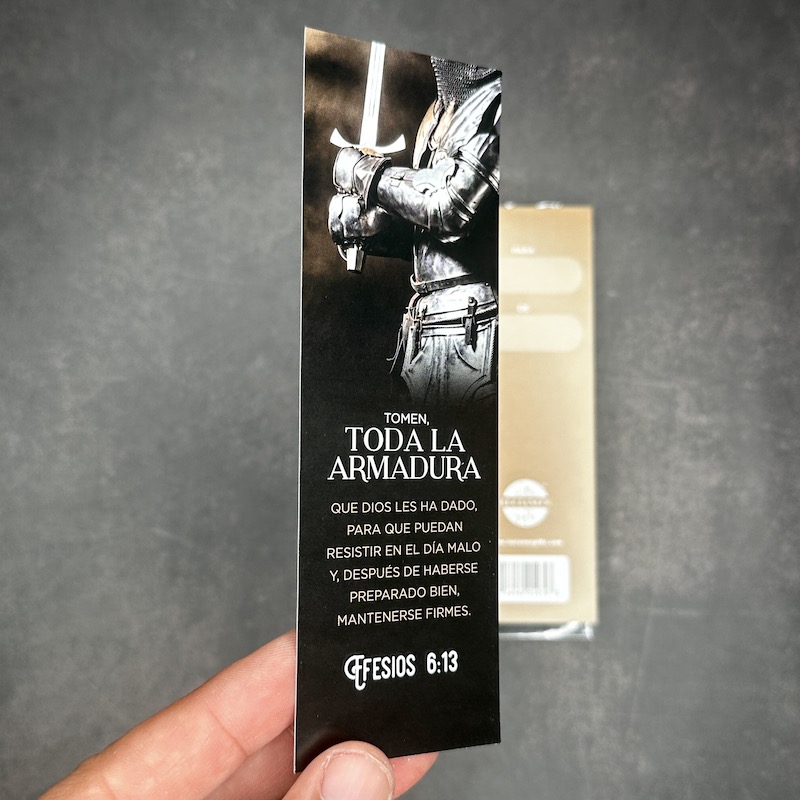 TOMEN,
TODA LA
ARMADURA
QUE DIOS LES HA DADO,
PARA QUE PUEDAN
RESISTIR EN EL DÍA MALO
Y, DESPUÉS DE HABERSE
PREPARADO BIEN,
MANTENERSE FIRMES.
EFESIOS 6:13